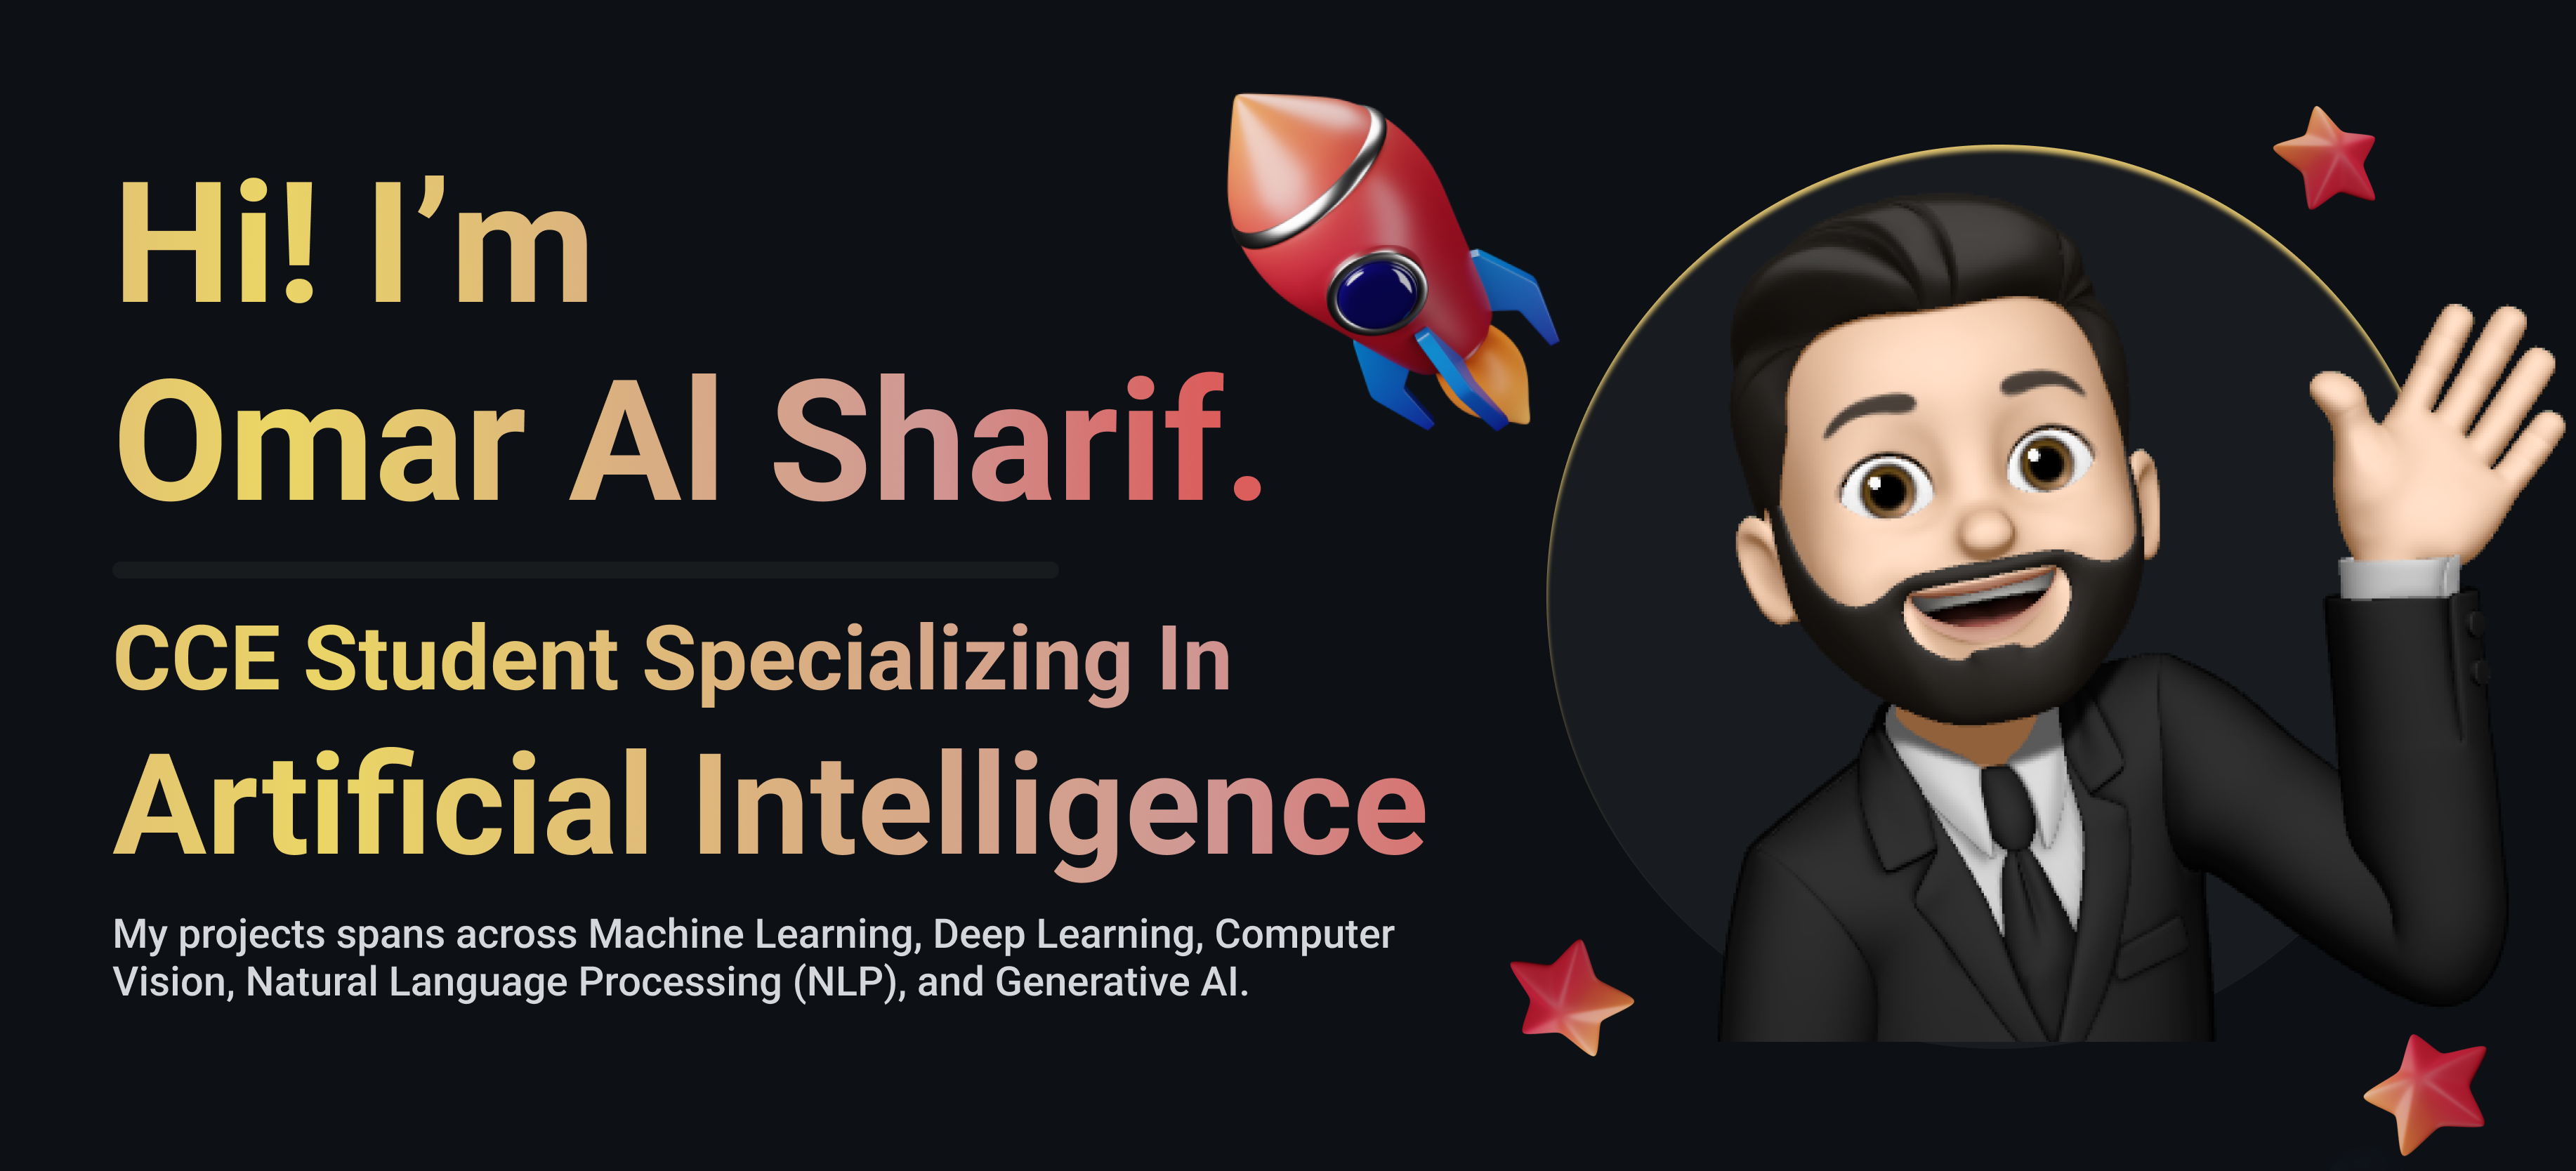 Hi! I’m
Omar Al Sharif.
CCE Student Specializing In
Artificial Intelligence
My projects spans across Machine Learning, Deep Learning, Computer
Vision, Natural Language Processing (NLP), and Generative AI.